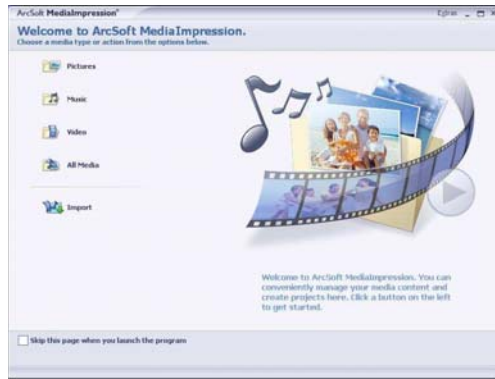 ArcSoft MediaImpression
Welcome to ArcSoft MediaImpression.
Choose a media type or action from the options below.
Pictures
Music
Video
All Media
Import
Welcome to ArcSoft MediaImpression. You can
conveniently manage your media content and
create projects here. Click a button on the left
to get started.
Skip this page when you launch the program